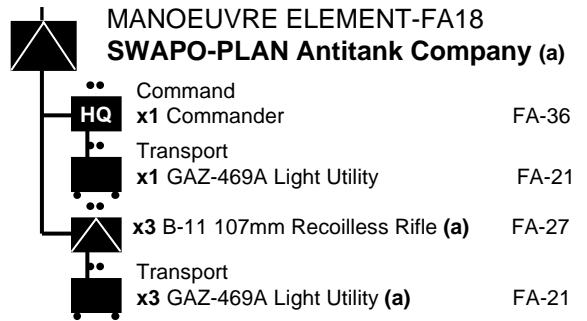 MANOEUVRE ELEMENT-FA18
SWAPO-PLAN Antitank Company (a)
Command
HQ x1 Commander FA-36
Transport
x1 GAZ-469A Light Utility FA-21
x3 B-11 107mm Recoilless Rifle (a) FA-27
Transport
x3 GAZ-469A Light Utility (a) FA-21